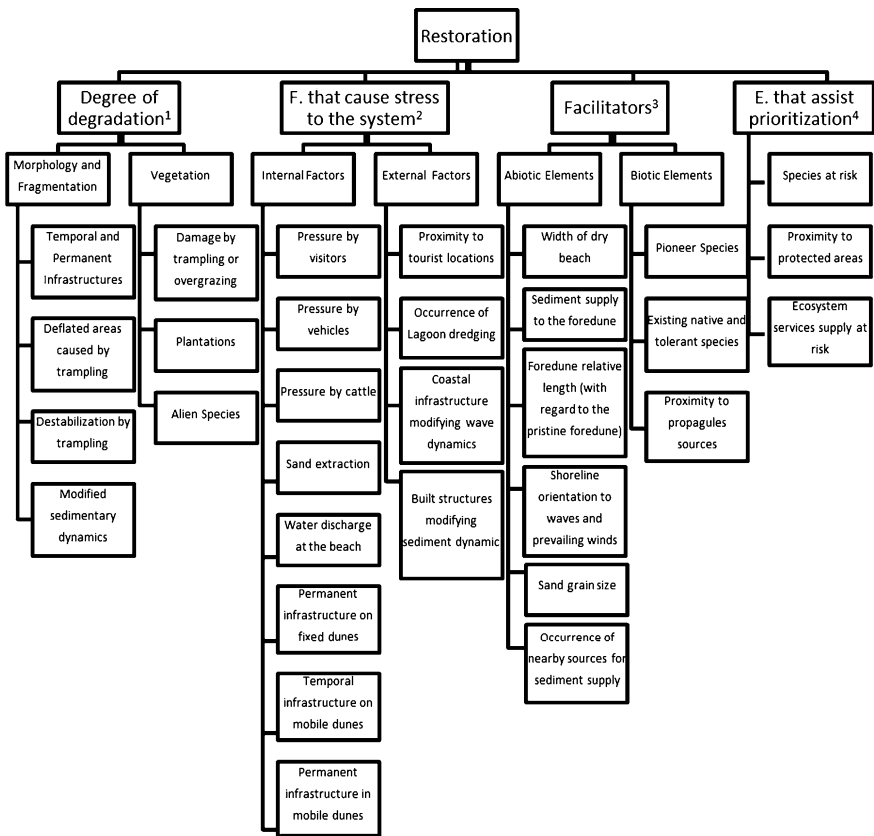 Restoration
Degree of
degradation¹
F. that cause stress
to the system²
Facilitators³
E. that assist
prioritization⁴
Morphology and
Fragmentation
Vegetation
Internal Factors
External Factors
Abiotic Elements
Biotic Elements
Temporal and
Permanent
Infrastructures
Deflated areas
caused by
trampling
Destabilization by
trampling
Modified
sedimentary
dynamics
Damage by
trampling or
overgrazing
Plantations
Alien Species
Pressure by
visitors
Pressure by
vehicles
Pressure by cattle
Sand extraction
Water discharge
at the beach
Permanent
infrastructure on
fixed dunes
Temporal
infrastructure on
mobile dunes
Permanent
infrastructure in
mobile dunes
Proximity to
tourist locations
Occurrence of
Lagoon dredging
Coastal
infrastructure
modifying wave
dynamics
Built structures
modifying
sediment dynamic
Width of dry
beach
Sediment supply
to the foredune
Foredune relative
length (with
regard to the
pristine foredune)
Shoreline
orientation to
waves and
prevailing winds
Sand grain size
Occurrence of
nearby sources for
sediment supply
Pioneer Species
Existing native and
tolerant species
Proximity to
propagules
sources
Species at risk
Proximity to
protected areas
Ecosystem
services supply at
risk